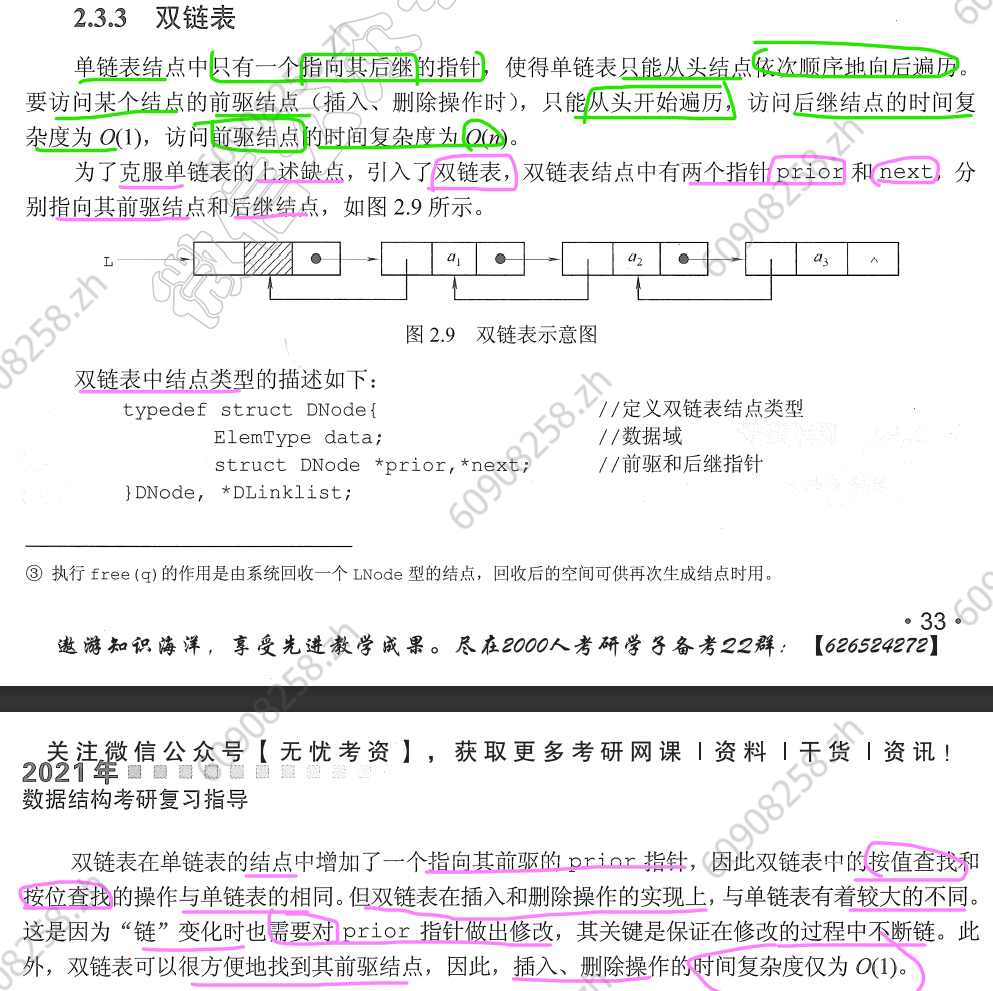 2.3.3 双链表
单链表结点中只有一个指向其后继的指针，使得单链表只能从头结点依次顺序地向后遍历。
要访问某个结点的前驱结点（插入、删除操作时），只能从头开始遍历，访问后继结点的时间复
杂度为 O(1)，访问前驱结点的时间复杂度为 O(n)。
为了克服单链表的上述缺点，引入了双链表，双链表结点中有两个指针 prior 和 next，分
别指向其前驱结点和后继结点，如图 2.9 所示。
L a1 a2 a3 ^
图 2.9 双链表示意图
双链表中结点类型的描述如下：
typedef struct DNode{ //定义双链表结点类型
ElemType data; //数据域
struct DNode *prior,*next; //前驱和后继指针
}DNode, *DLinklist;
③ 执行 free(q)的作用是由系统回收一个 LNode 型的结点，回收后的空间可供再次生成结点时用。
·33·
遨游知识海洋，享受先进教学成果。尽在2000人考研学子备考22群：【626524272】
关注微信公众号【无忧考资】，获取更多考研网课|资料|干货|资讯!
2021年
数据结构考研复习指导
双链表在单链表的结点中增加了一个指向其前驱的 prior 指针，因此双链表中的按值查找和
按位查找的操作与单链表的相同。但双链表在插入和删除操作的实现上，与单链表有着较大的不同。
这是因为“链”变化时也需要对 prior 指针做出修改，其关键是保证在修改的过程中不断链。此
外，双链表可以很方便地找到其前驱结点，因此，插入、删除操作的时间复杂度仅为 O(1)。
60908258.zh
60908258.zh
60908258.zh
60908258.zh
60908258.zh
60908258.zh